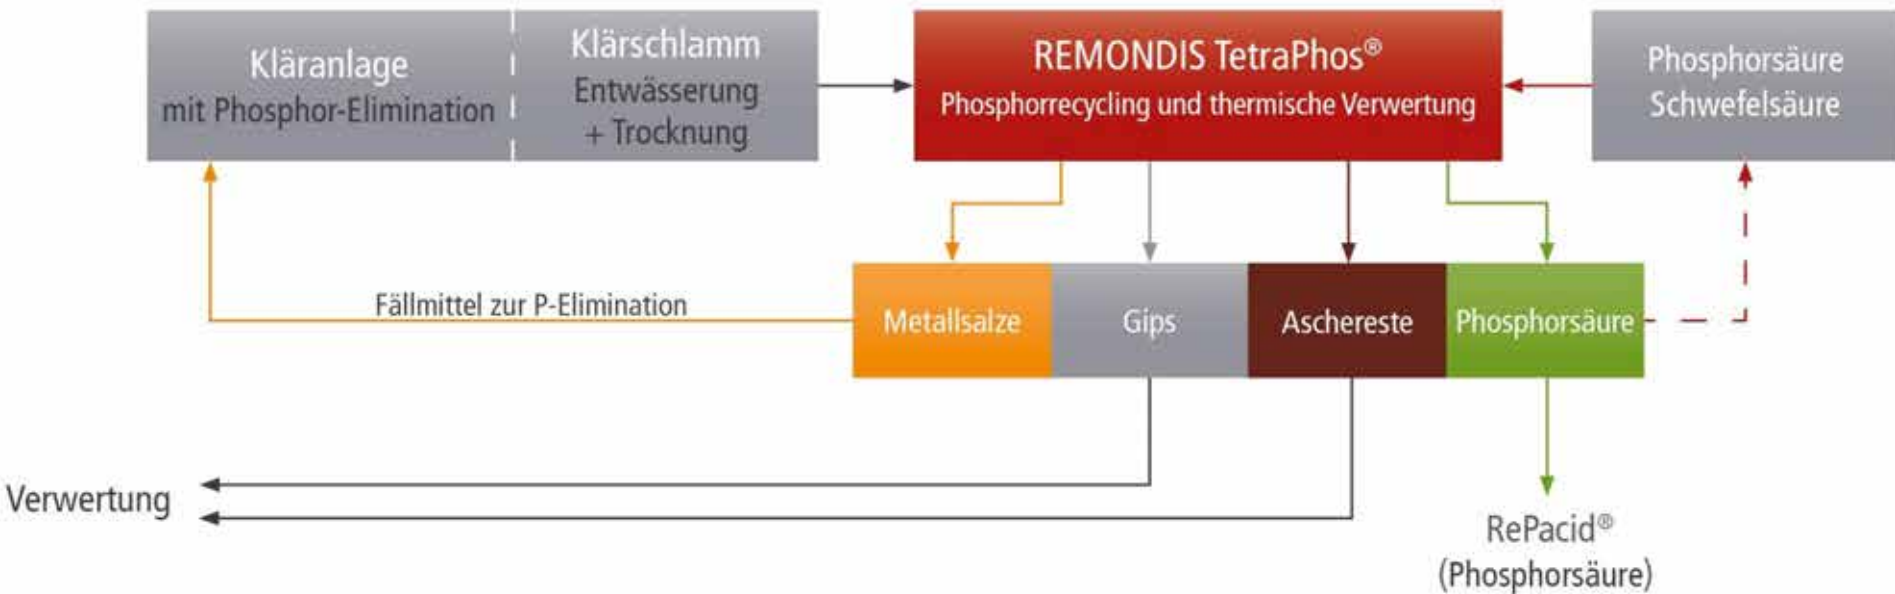 Kläranlage
mit Phosphor-Elimination
Klärschlamm
Entwässerung
+ Trocknung
REMONDIS TetraPhos®
Phosphorrecycling und thermische Verwertung
Phosphorsäure
Schwefelsäure
Fällmittel zur P-Elimination
Metallsalze
Gips
Aschereste
Phosphorsäure
Verwertung
RePacid®
(Phosphorsäure)